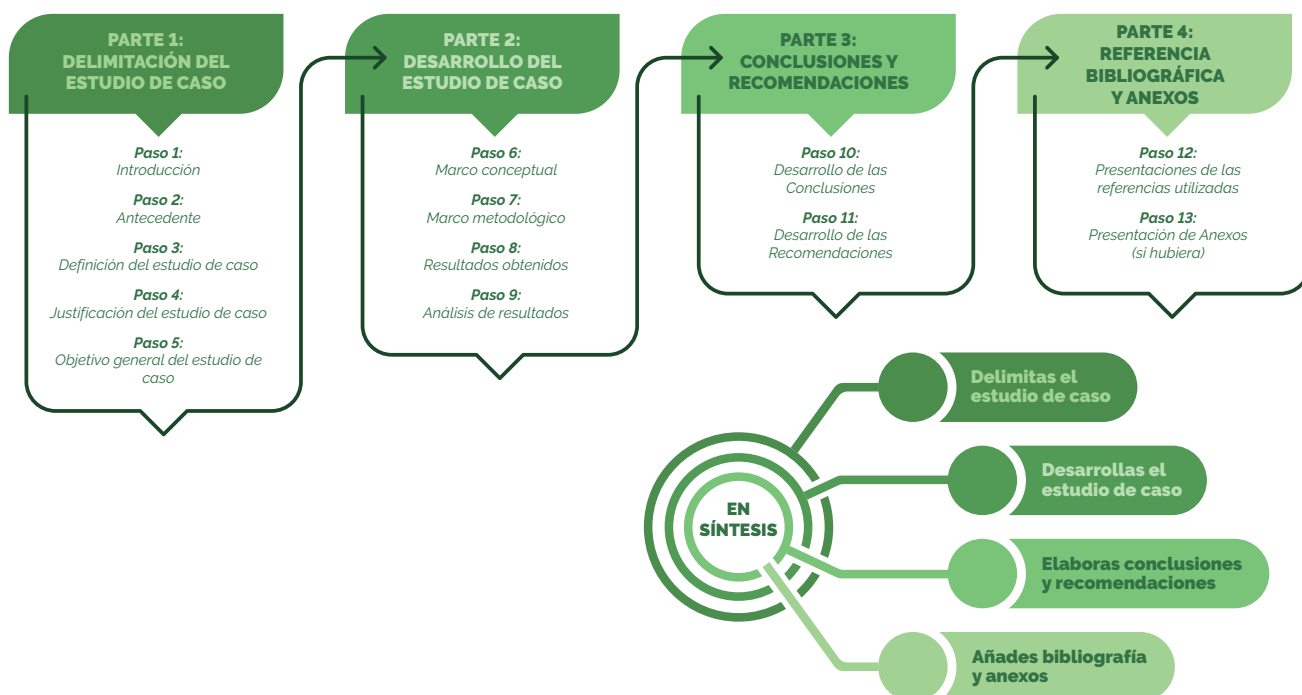 PARTE 1:
DELIMITACIÓN DEL
ESTUDIO DE CASO
Paso 1:
Introducción
Paso 2:
Antecedente
Paso 3:
Definición del estudio de caso
Paso 4:
Justificación del estudio de caso
Paso 5:
Objetivo general del estudio de
caso
PARTE 2:
DESARROLLO DEL
ESTUDIO DE CASO
Paso 6:
Marco conceptual
Paso 7:
Marco metodológico
Paso 8:
Resultados obtenidos
Paso 9:
Análisis de resultados
PARTE 3:
CONCLUSIONES Y
RECOMENDACIONES
Paso 10:
Desarrollo de las
Conclusiones
Paso 11:
Desarrollo de las
Recomendaciones
PARTE 4:
REFERENCIA
BIBLIOGRÁFICA
Y ANEXOS
Paso 12:
Presentaciones de las
referencias utilizadas
Paso 13:
Presentación de Anexos
(si hubiera)
EN
SÍNTESIS
Delimitas el
estudio de caso
Desarrollas el
estudio de caso
Elaboras conclusiones
y recomendaciones
Añades bibliografía
y anexos